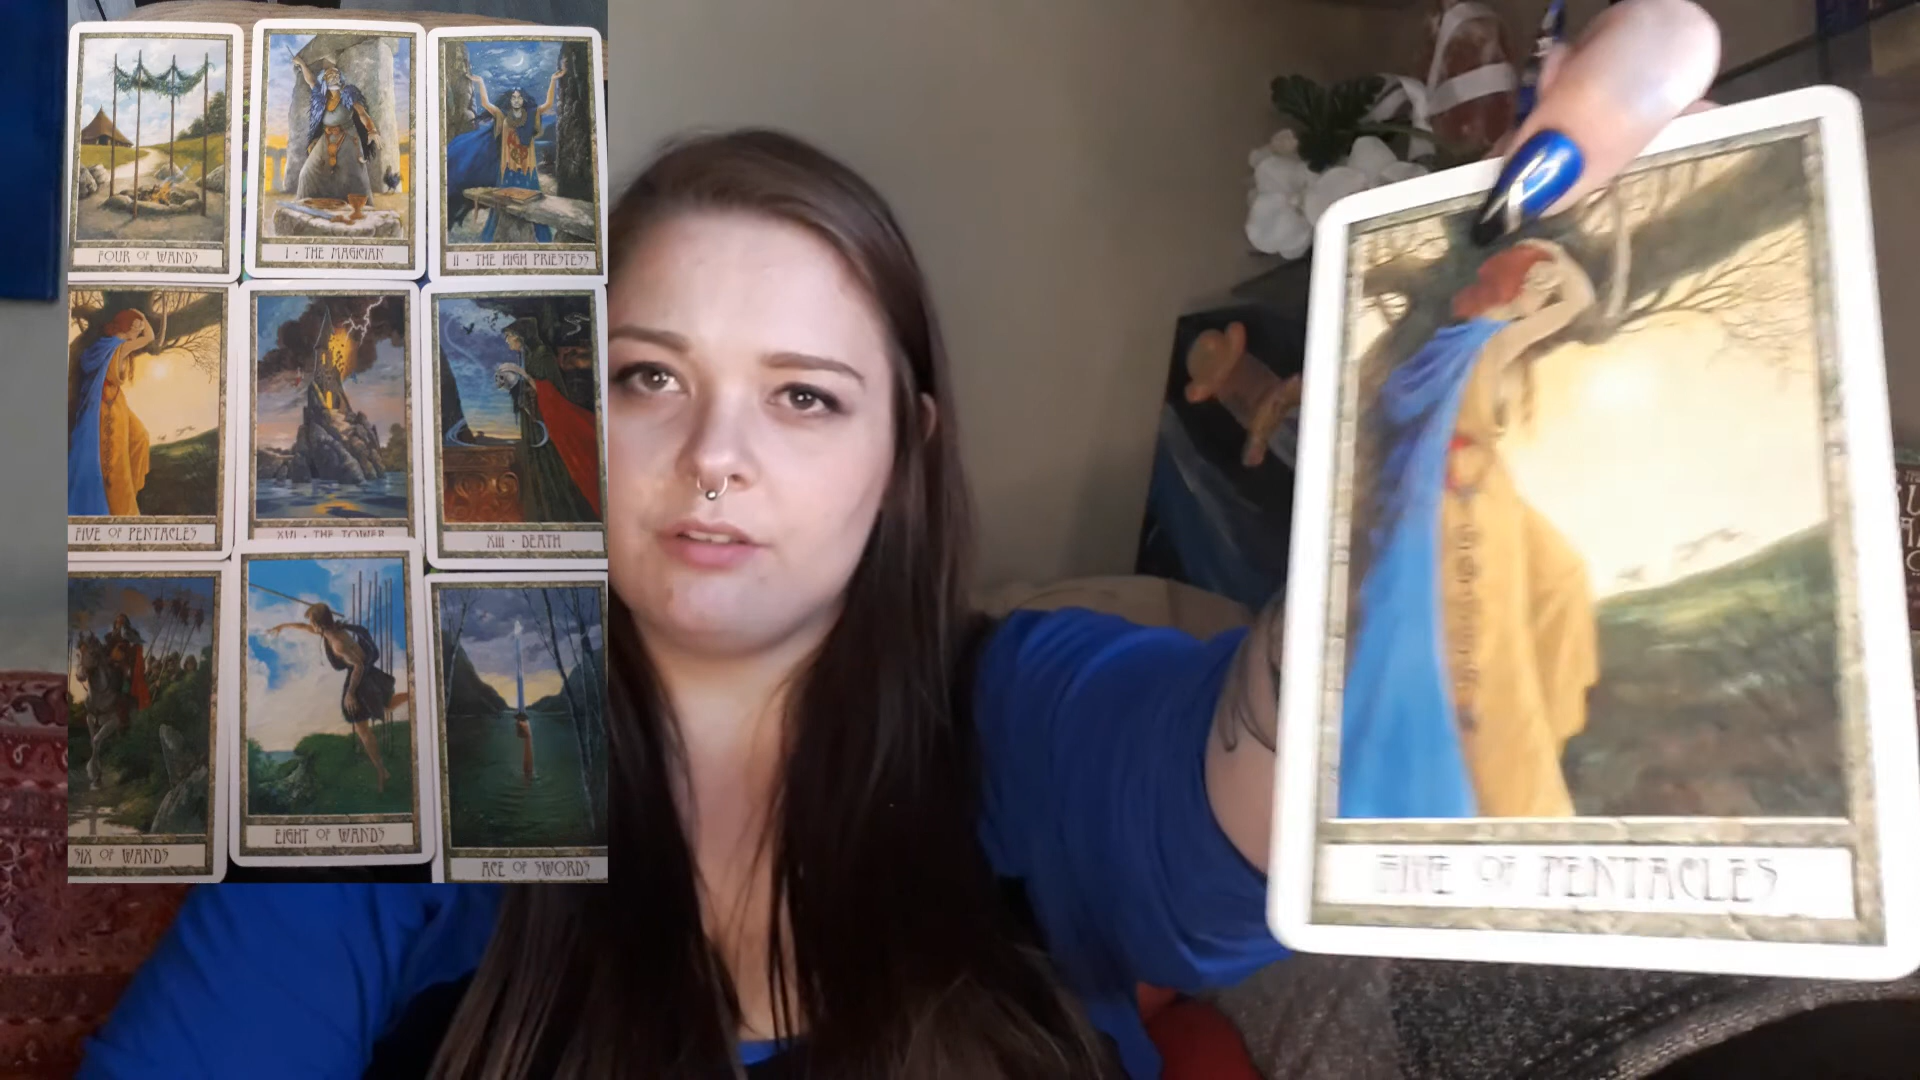 FOUR OF WANDS
I · THE MAGICIAN
II · THE HIGH PRIESTESS
FIVE OF PENTACLES
XVI · THE TOWER
XIII · DEATH
SIX OF WANDS
EIGHT OF WANDS
ACE OF SWORDS
FIVE OF PENTACLES